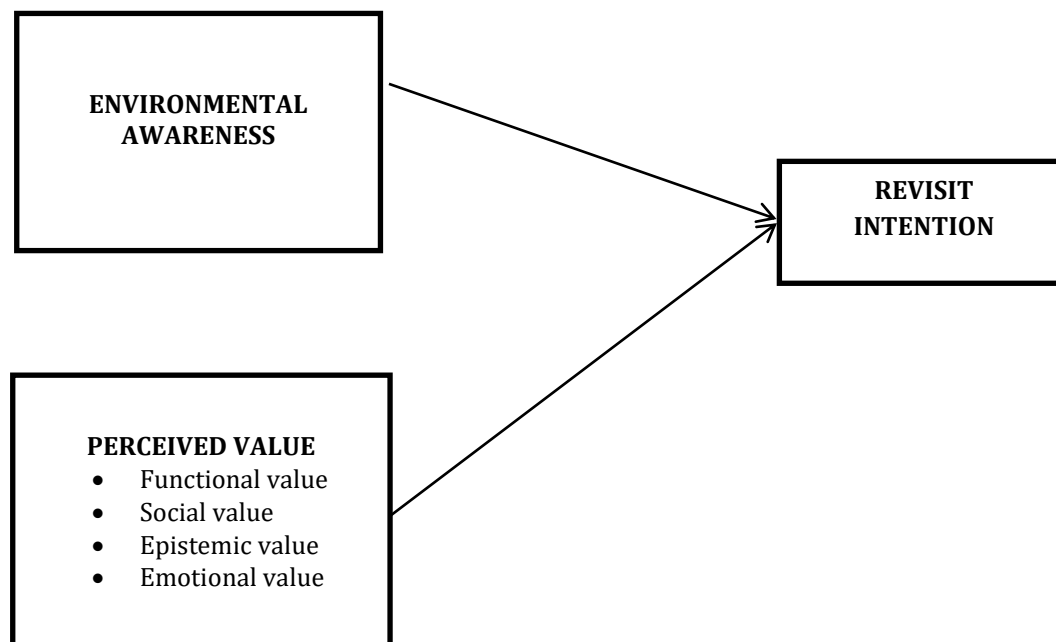 ENVIRONMENTAL
AWARENESS
REVISIT
INTENTION
PERCEIVED VALUE
• Functional value
• Social value
• Epistemic value
• Emotional value